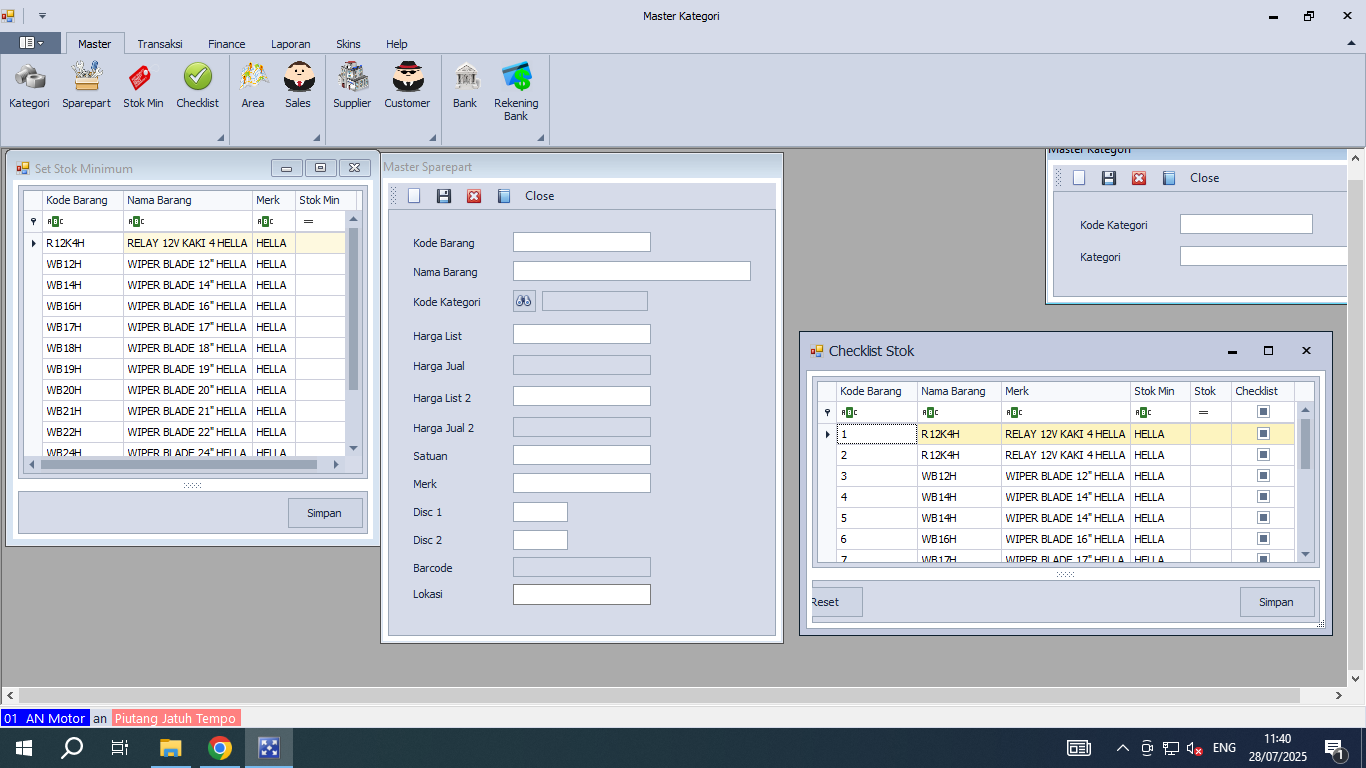 Master Kategori
Master Transaksi Finance Laporan Skins Help
Kategori Sparepart Stok Min Checklist Area Sales Supplier Customer Bank Rekening Bank
Set Stok Minimum
Kode Barang Nama Barang Merk Stok Min
R12K4H RELAY 12V KAKI 4 HELLA HELLA
WB12H WIPER BLADE 12" HELLA HELLA
WB14H WIPER BLADE 14" HELLA HELLA
WB16H WIPER BLADE 16" HELLA HELLA
WB17H WIPER BLADE 17" HELLA HELLA
WB18H WIPER BLADE 18" HELLA HELLA
WB19H WIPER BLADE 19" HELLA HELLA
WB20H WIPER BLADE 20" HELLA HELLA
WB21H WIPER BLADE 21" HELLA HELLA
WB22H WIPER BLADE 22" HELLA HELLA
WB24H WIPER BLADE 24" HELLA HELLA
Simpan
Master Sparepart
Close
Kode Barang
Nama Barang
Kode Kategori
Harga List
Harga Jual
Harga List 2
Harga Jual 2
Satuan
Merk
Disc 1
Disc 2
Barcode
Lokasi
Master Kategori
Close
Kode Kategori
Kategori
Checklist Stok
Kode Barang Nama Barang Merk Stok Min Stok Checklist
1 R12K4H RELAY 12V KAKI 4 HELLA HELLA
2 R12K4H RELAY 12V KAKI 4 HELLA HELLA
3 WB12H WIPER BLADE 12" HELLA HELLA
4 WB14H WIPER BLADE 14" HELLA HELLA
5 WB14H WIPER BLADE 14" HELLA HELLA
6 WB16H WIPER BLADE 16" HELLA HELLA
7 WB17H WIPER BLADE 17" HELLA HELLA
Reset Simpan
01 AN Motor an Piutang Jatuh Tempo
ENG
11:40
28/07/2025
1